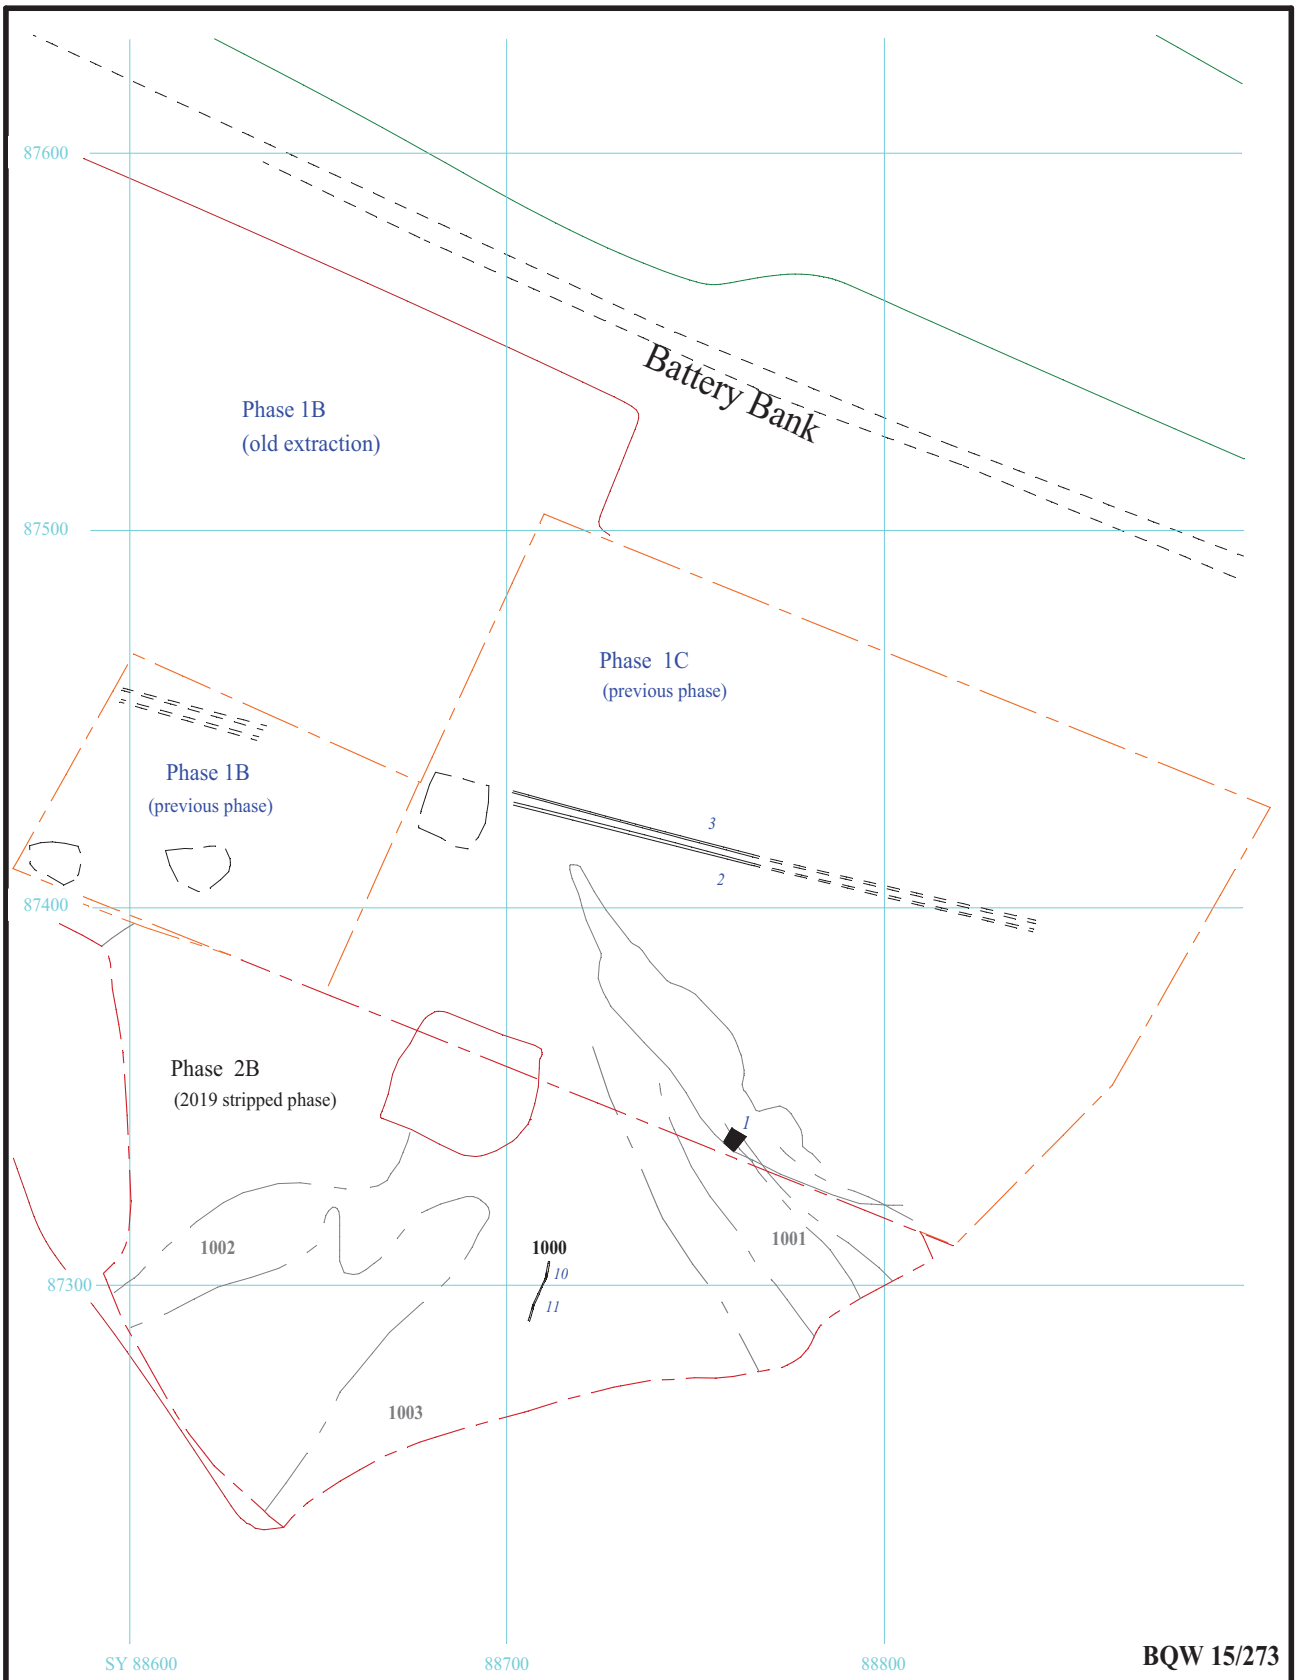 87600
Battery Bank
Phase 1B
(old extraction)
87500
Phase 1C
(previous phase)
Phase 1B
(previous phase)
3
2
87400
Phase 2B
(2019 stripped phase)
1
1002
1000
1001
10
87300
11
1003
SY 88600
88700
88800
BQW 15/273